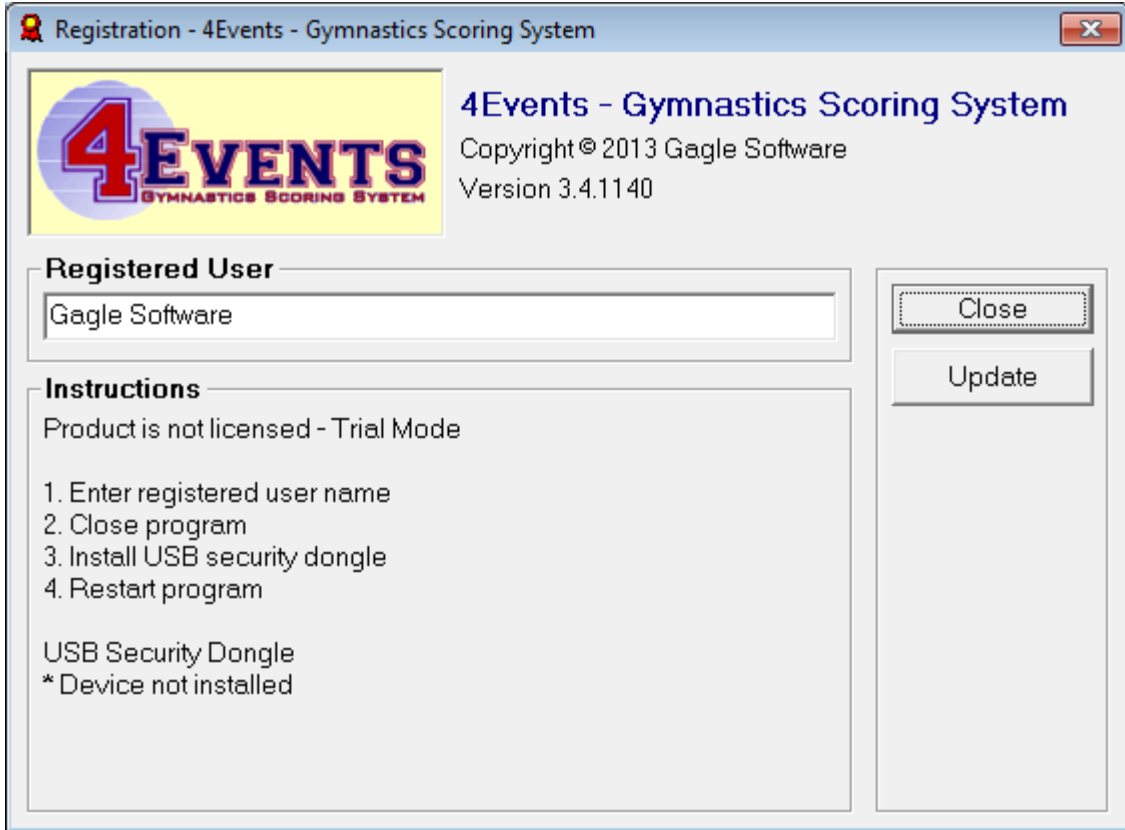 Registration - 4Events - Gymnastics Scoring System
4EVENTS
GYMNASTICS SCORING SYSTEM
4Events - Gymnastics Scoring System
Copyright © 2013 Gagle Software
Version 3.4.1140
Registered User
Gagle Software
Close
Update
Instructions
Product is not licensed - Trial Mode
1. Enter registered user name
2. Close program
3. Install USB security dongle
4. Restart program
USB Security Dongle
* Device not installed